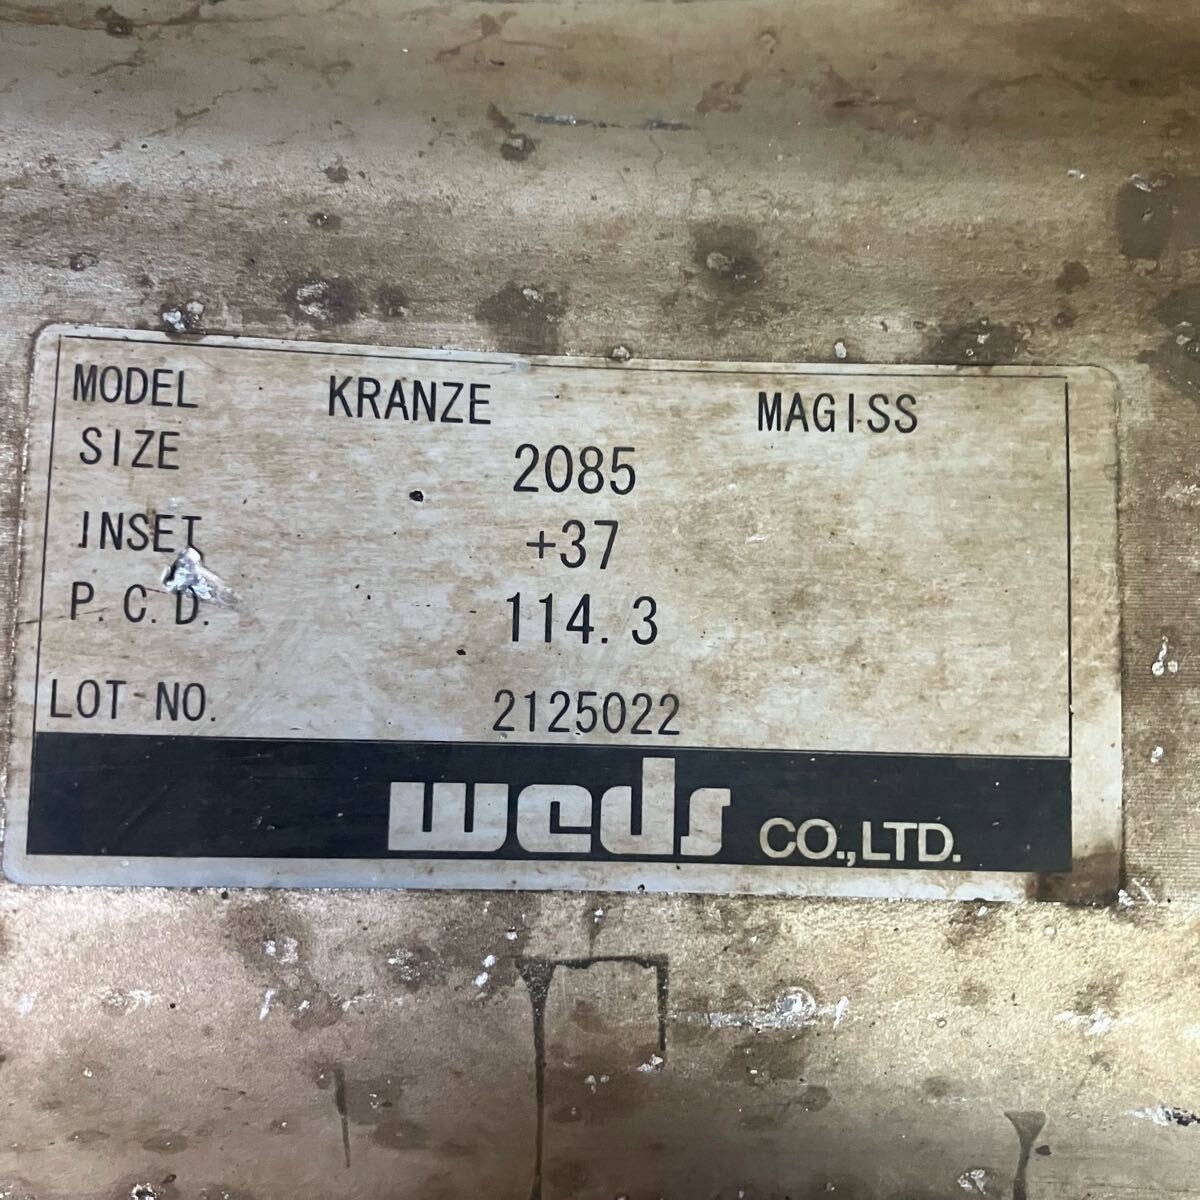 MODEL KRANZE MAGISS
SIZE 2085
INSET +37
P.C.D. 114.3
LOT NO. 2125022
weds CO.,LTD.